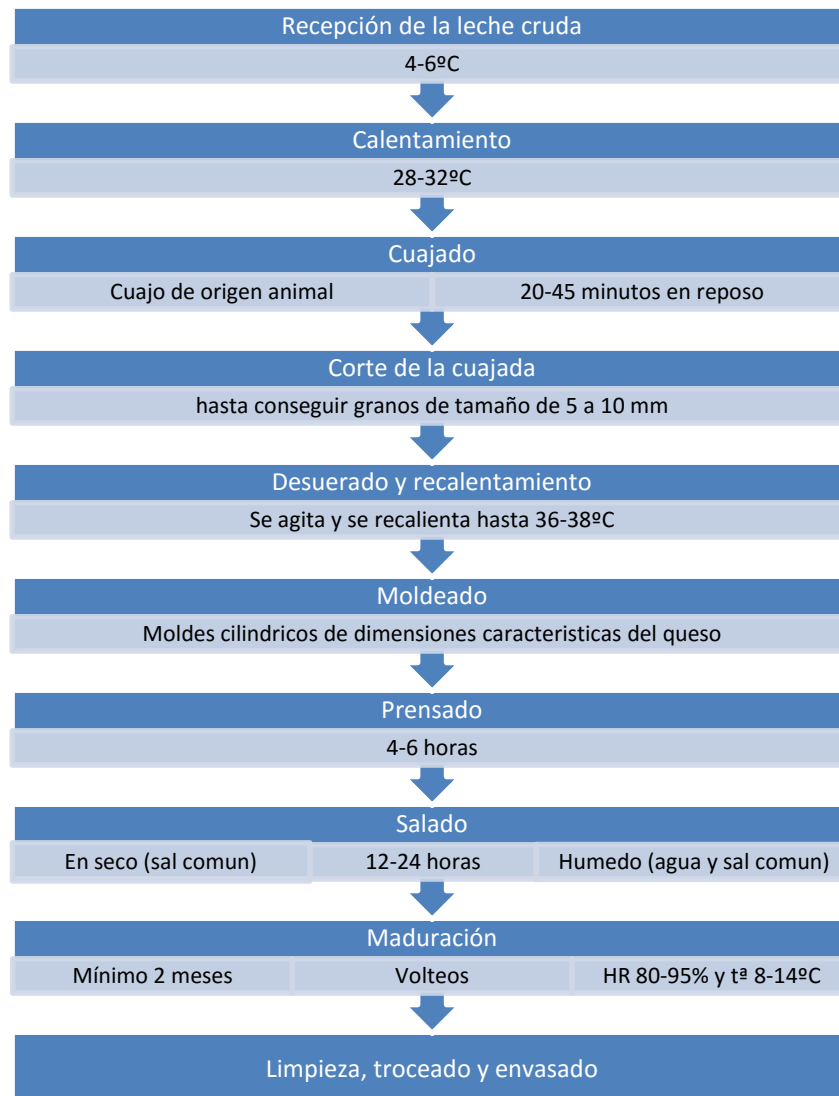 Recepción de la leche cruda
4-6ºC
Calentamiento
28-32ºC
Cuajado
Cuajo de origen animal
20-45 minutos en reposo
Corte de la cuajada
hasta conseguir granos de tamaño de 5 a 10 mm
Desuerado y recalentamiento
Se agita y se recalienta hasta 36-38ºC
Moldeado
Moldes cilindricos de dimensiones caracteristicas del queso
Prensado
4-6 horas
Salado
En seco (sal comun)
12-24 horas
Humedo (agua y sal comun)
Maduración
Mínimo 2 meses
Volteos
HR 80-95% y tª 8-14ºC
Limpieza, troceado y envasado